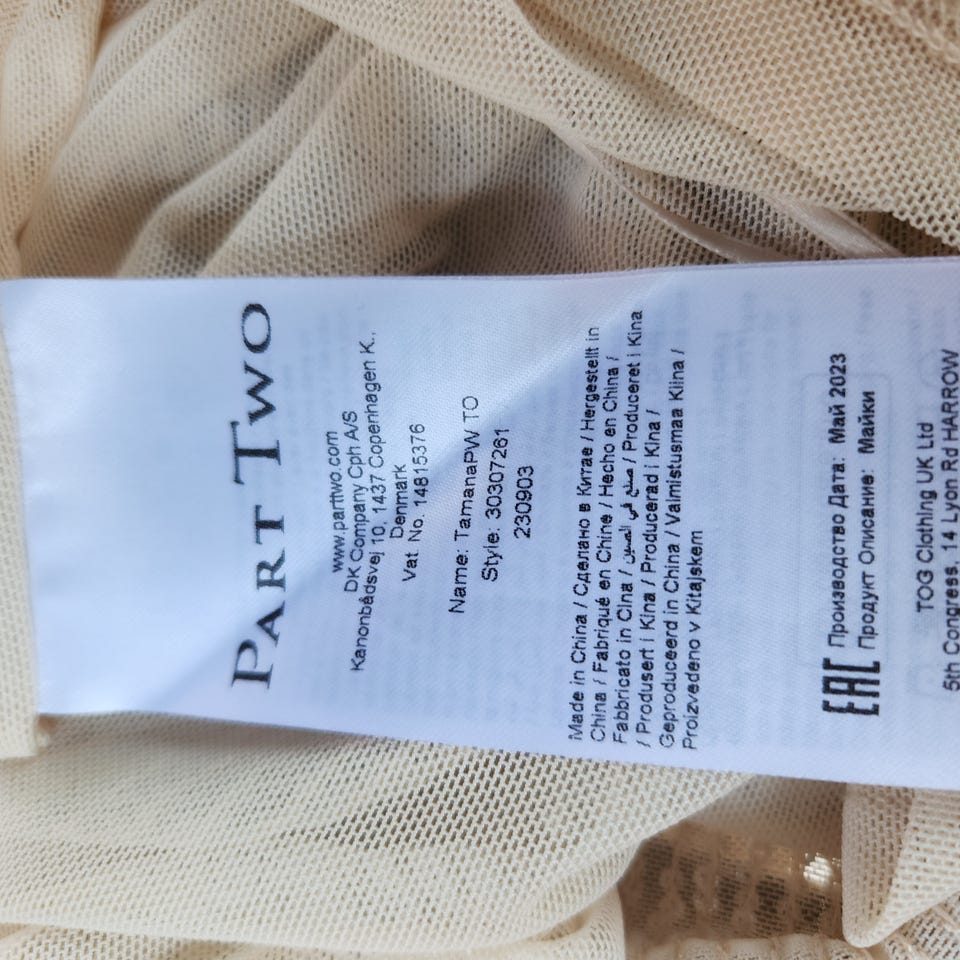 PART TWO
www.parttwo.com
DK Company Cph A/S
Kanonbådsvej 10, 1437 Copenhagen K.,
Denmark
Vat. No. 14815376
Name: TamanaPW TO
Style: 30307261
230903
Made in China / Сделано в Китае / Hergestellt in
China / Fabriqué en Chine / Hecho en China /
Fabbricato in Cina / صنع في الصين / Produceret i Kina
/ Produsert i Kina / Producerad i Kina /
Geproduceerd in China / Valmistusmaa Kiina /
Proizvedeno v Kitajskem
EAC
Производство Дата: Май 2023
Продукт Описание: Майки
TOG Clothing UK Ltd
5th Congress, 14 Lyon Rd HARROW